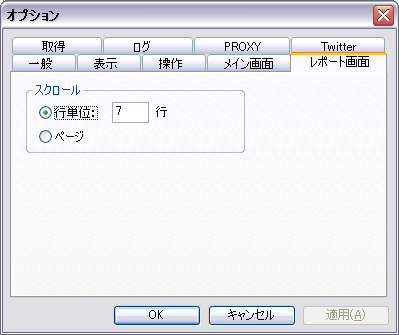 オプション
取得 ログ PROXY Twitter
一般 表示 操作 メイン画面 レポート画面
スクロール
行単位: 7 行
ページ
OK キャンセル 適用(A)